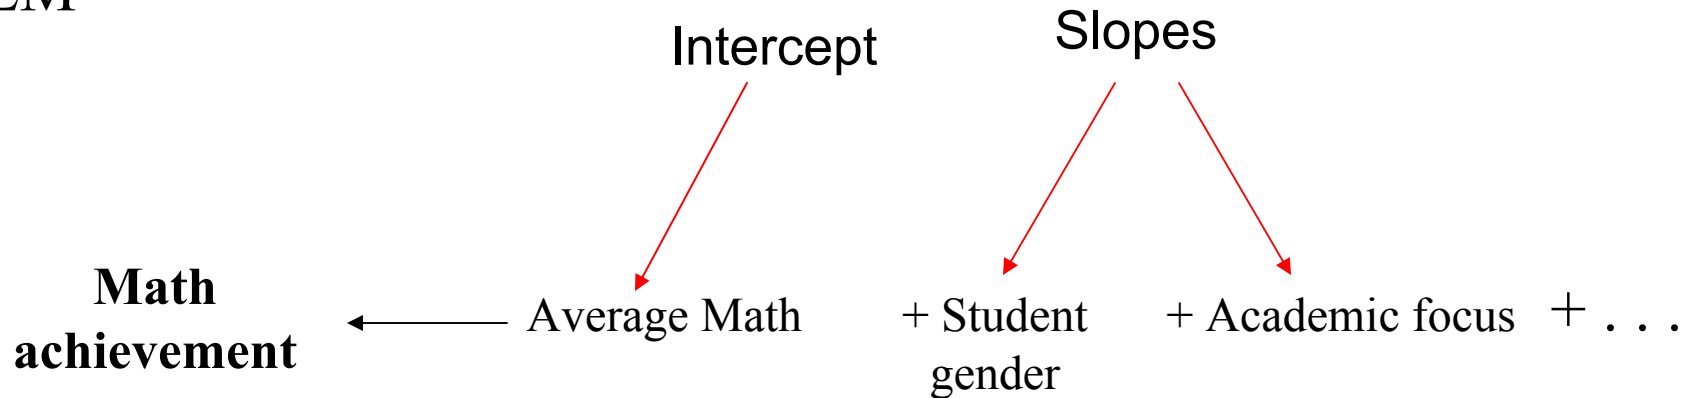 Intercept
Slopes
Math
achievement
Average Math
+ Student
gender
+ Academic focus
+ . . .